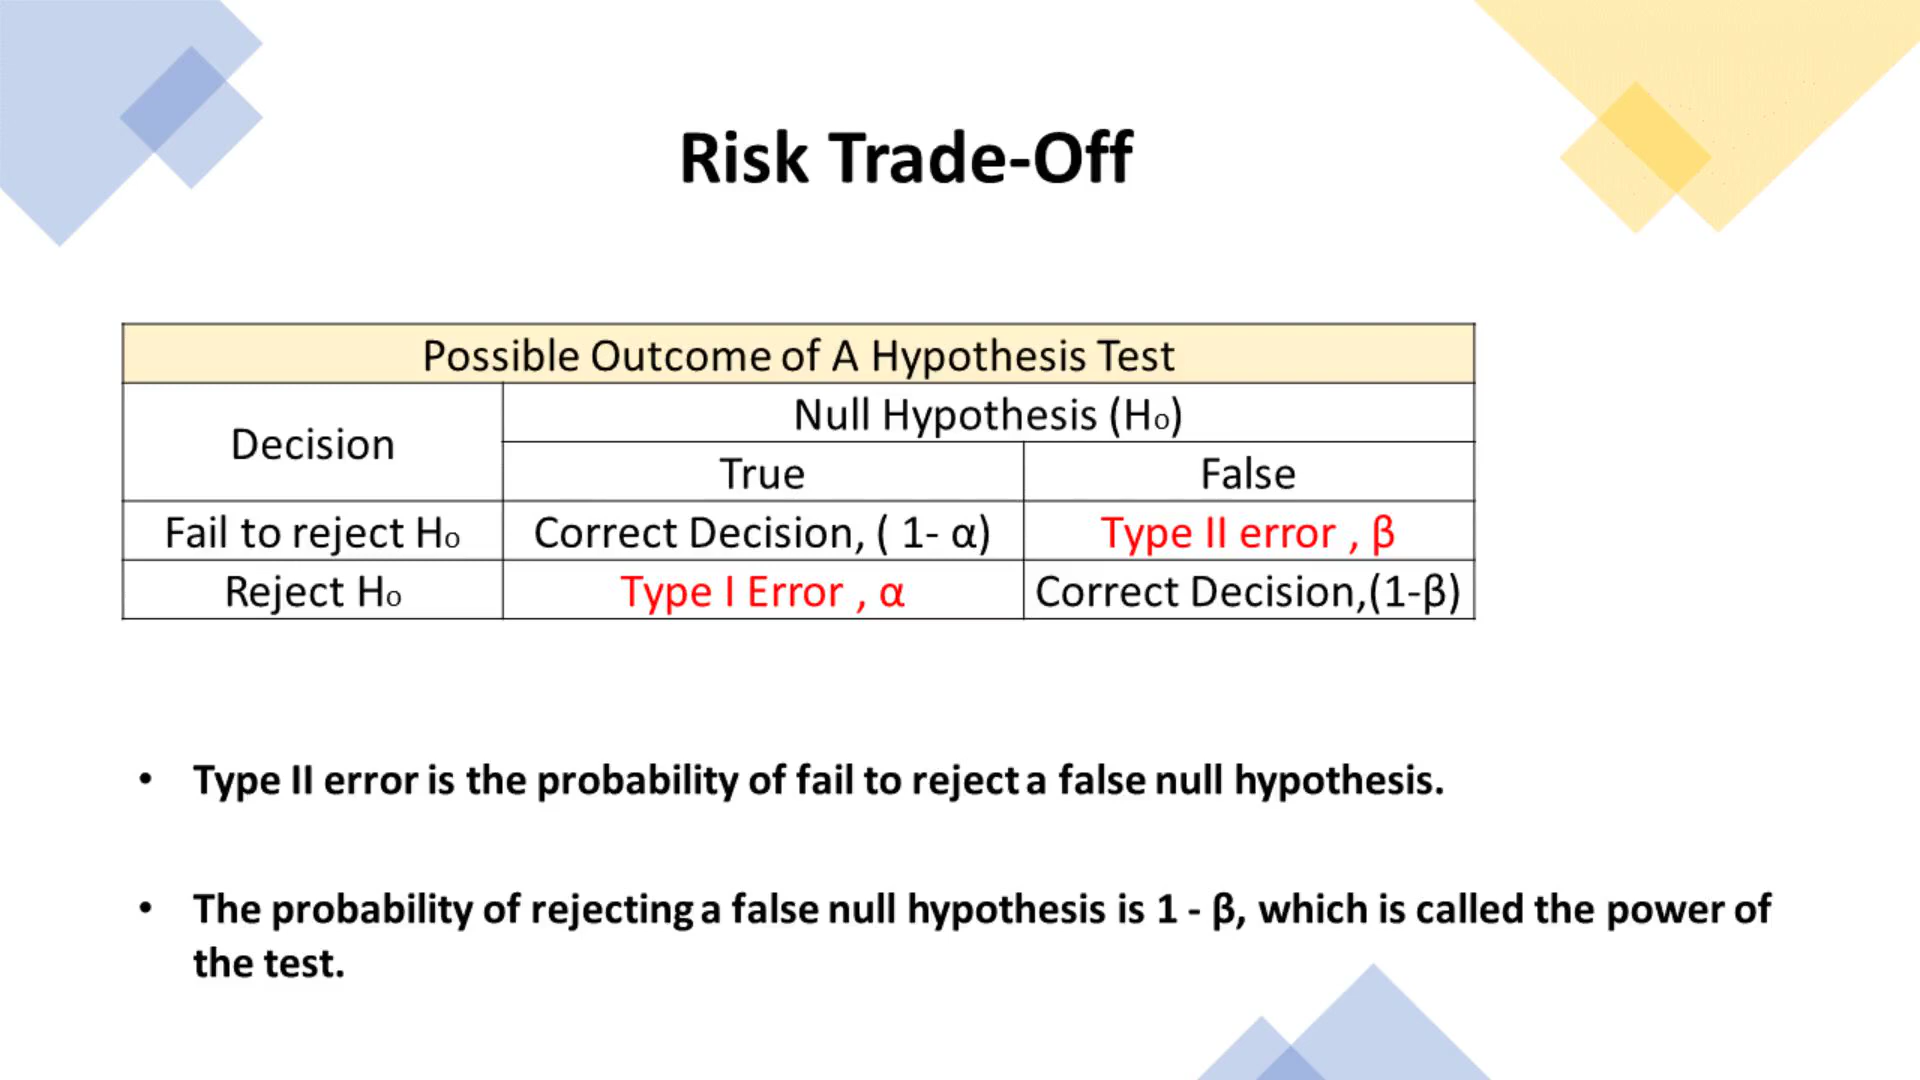 Risk Trade-Off
Possible Outcome of A Hypothesis Test
Decision
Null Hypothesis (Ho)
True
False
Fail to reject Ho
Correct Decision, ( 1- α)
Type II error , β
Reject Ho
Type I Error , α
Correct Decision,(1-β)
• Type II error is the probability of fail to reject a false null hypothesis.
• The probability of rejecting a false null hypothesis is 1 - β, which is called the power of
the test.